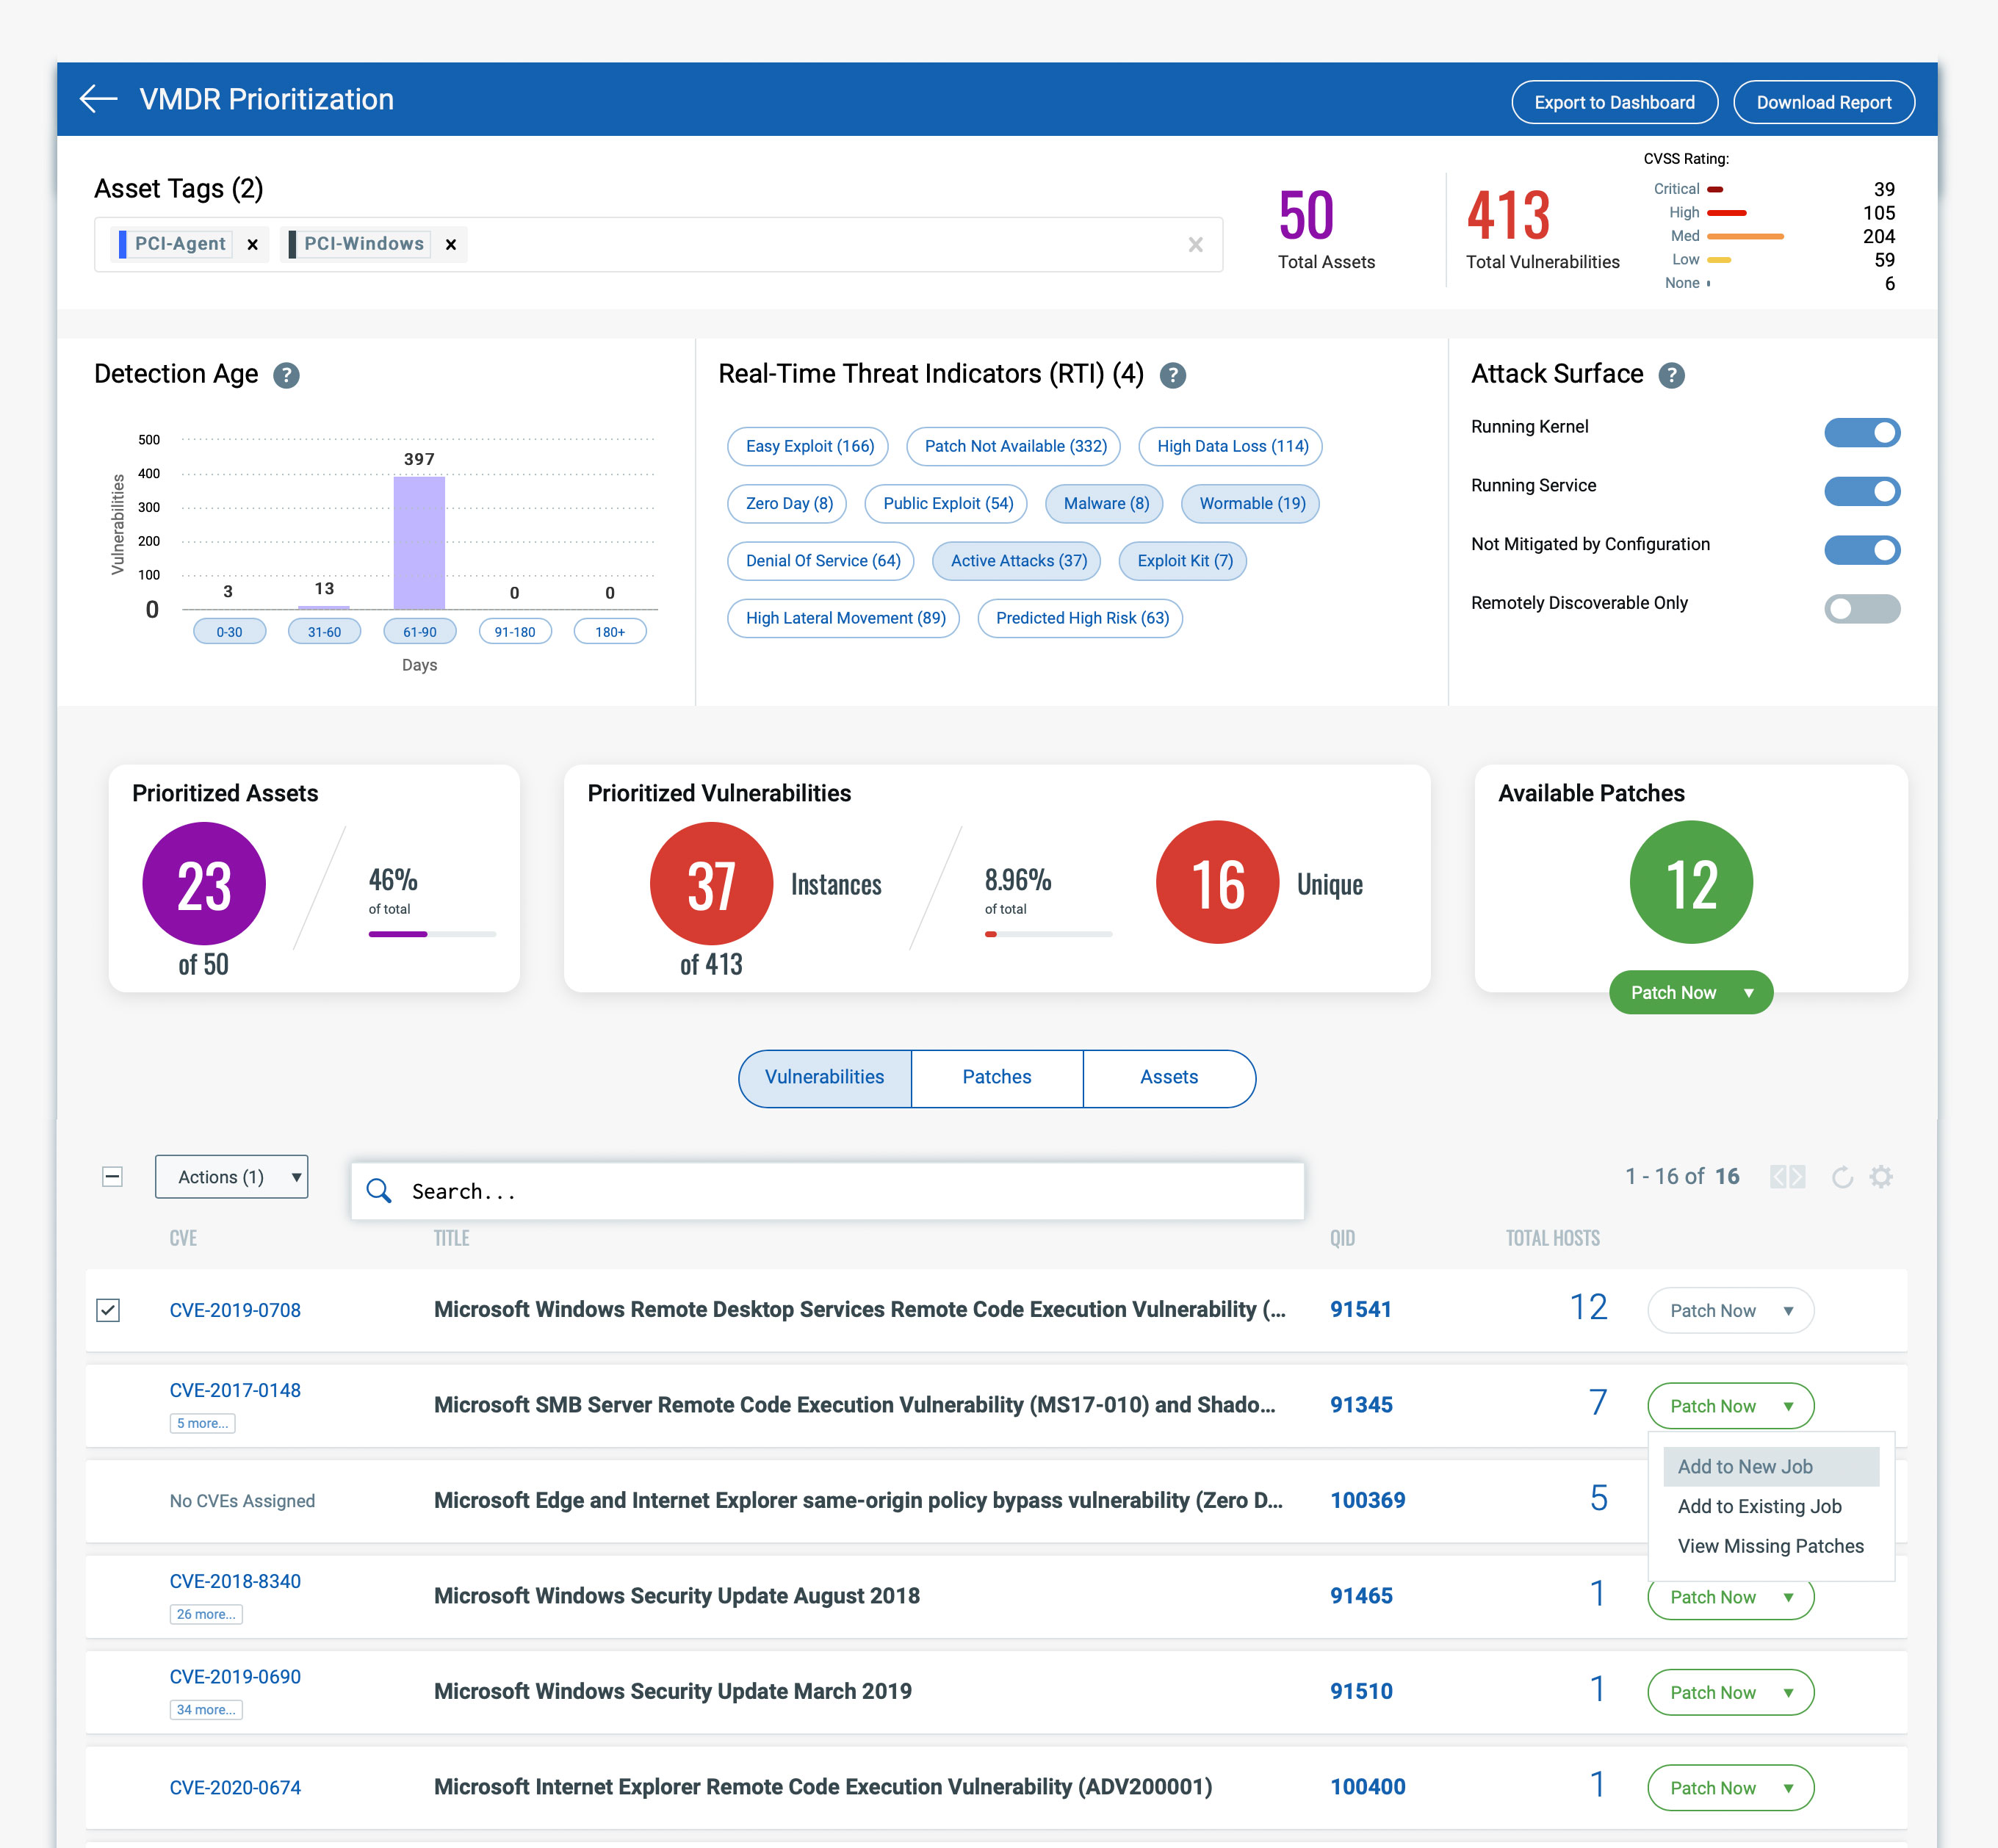 VMDR Prioritization
Export to Dashboard
Download Report
Asset Tags (2)
PCI-Agent x
PCI-Windows x
50
Total Assets
413
Total Vulnerabilities
CVSS Rating:
Critical 39
High 105
Med 204
Low 59
None 6
Detection Age ?
Vulnerabilities
500
400
300
200
100
0
3
13
397
0
0
0-30
31-60
61-90
91-180
180+
Days
Real-Time Threat Indicators (RTI) (4) ?
Easy Exploit (166)
Patch Not Available (332)
High Data Loss (114)
Zero Day (8)
Public Exploit (54)
Malware (8)
Wormable (19)
Denial Of Service (64)
Active Attacks (37)
Exploit Kit (7)
High Lateral Movement (89)
Predicted High Risk (63)
Attack Surface ?
Running Kernel
Running Service
Not Mitigated by Configuration
Remotely Discoverable Only
Prioritized Assets
23
of 50
46%
of total
Prioritized Vulnerabilities
37
Instances
of 413
8.96%
of total
16
Unique
Available Patches
12
Patch Now
Vulnerabilities
Patches
Assets
Actions (1)
Search...
1 - 16 of 16
CVE TITLE QID TOTAL HOSTS
CVE-2019-0708 Microsoft Windows Remote Desktop Services Remote Code Execution Vulnerability (... 91541 12 Patch Now
CVE-2017-0148 Microsoft SMB Server Remote Code Execution Vulnerability (MS17-010) and Shado... 91345 7 Patch Now
5 more...
Add to New Job
Add to Existing Job
View Missing Patches
No CVEs Assigned Microsoft Edge and Internet Explorer same-origin policy bypass vulnerability (Zero D... 100369 5
CVE-2018-8340 Microsoft Windows Security Update August 2018 91465 1 Patch Now
26 more...
CVE-2019-0690 Microsoft Windows Security Update March 2019 91510 1 Patch Now
34 more...
CVE-2020-0674 Microsoft Internet Explorer Remote Code Execution Vulnerability (ADV200001) 100400 1 Patch Now